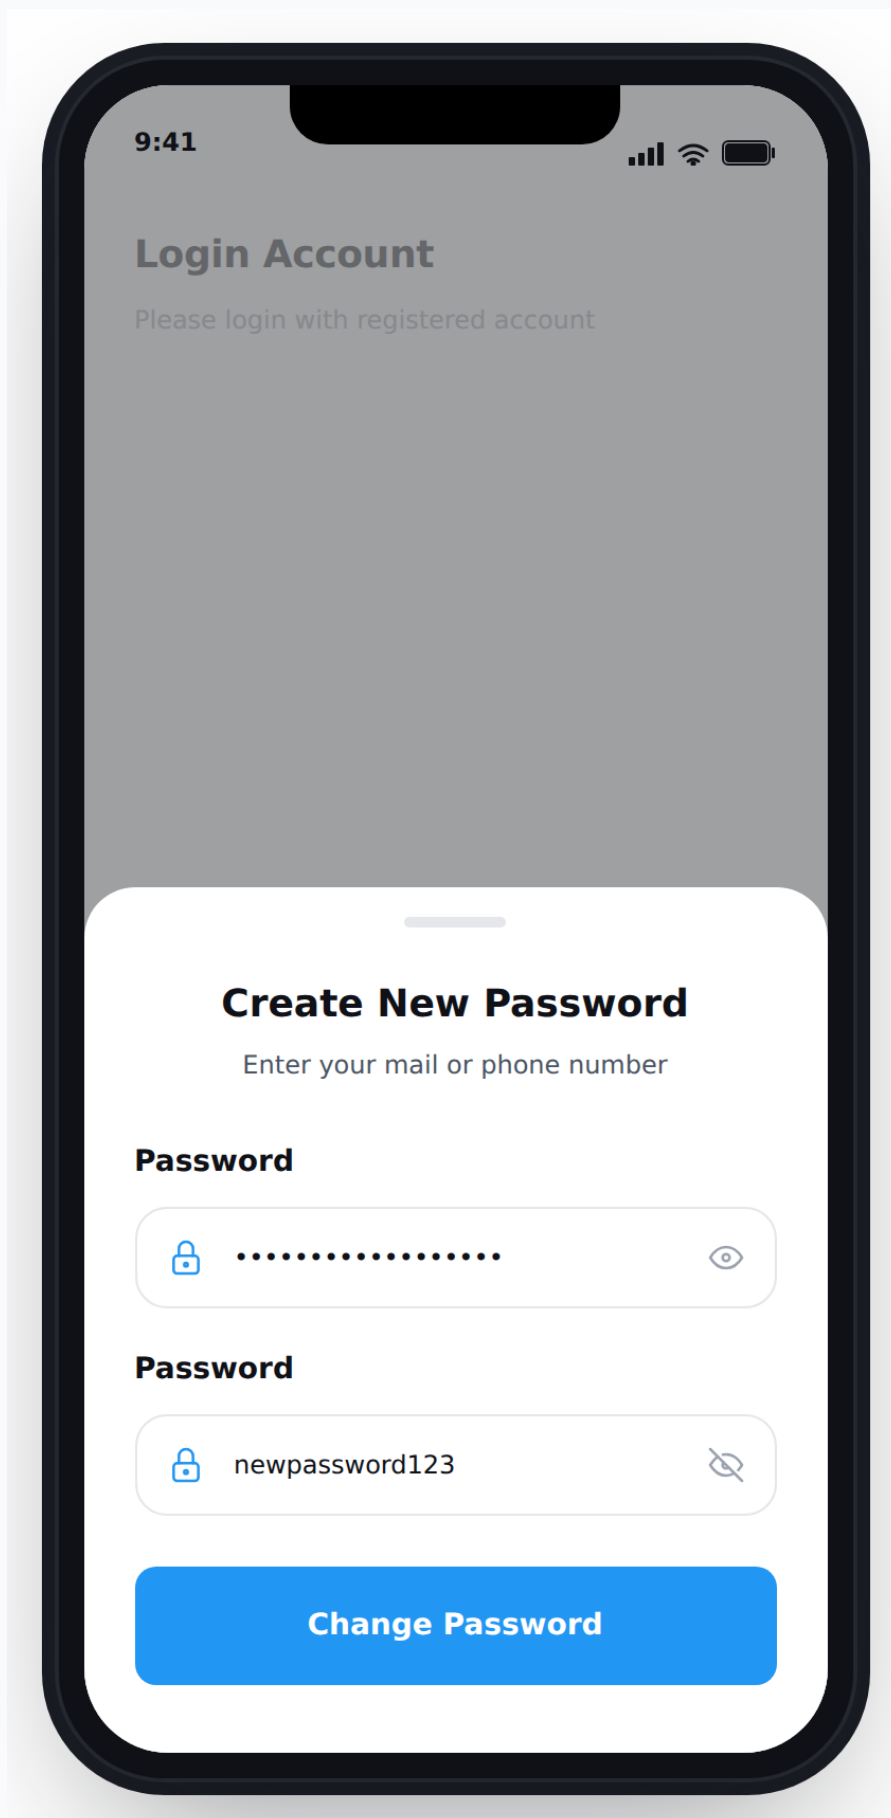 9:41
Login Account
Please login with registered account
Create New Password
Enter your mail or phone number
Password
••••••••••••••••••
Password
newpassword123
Change Password